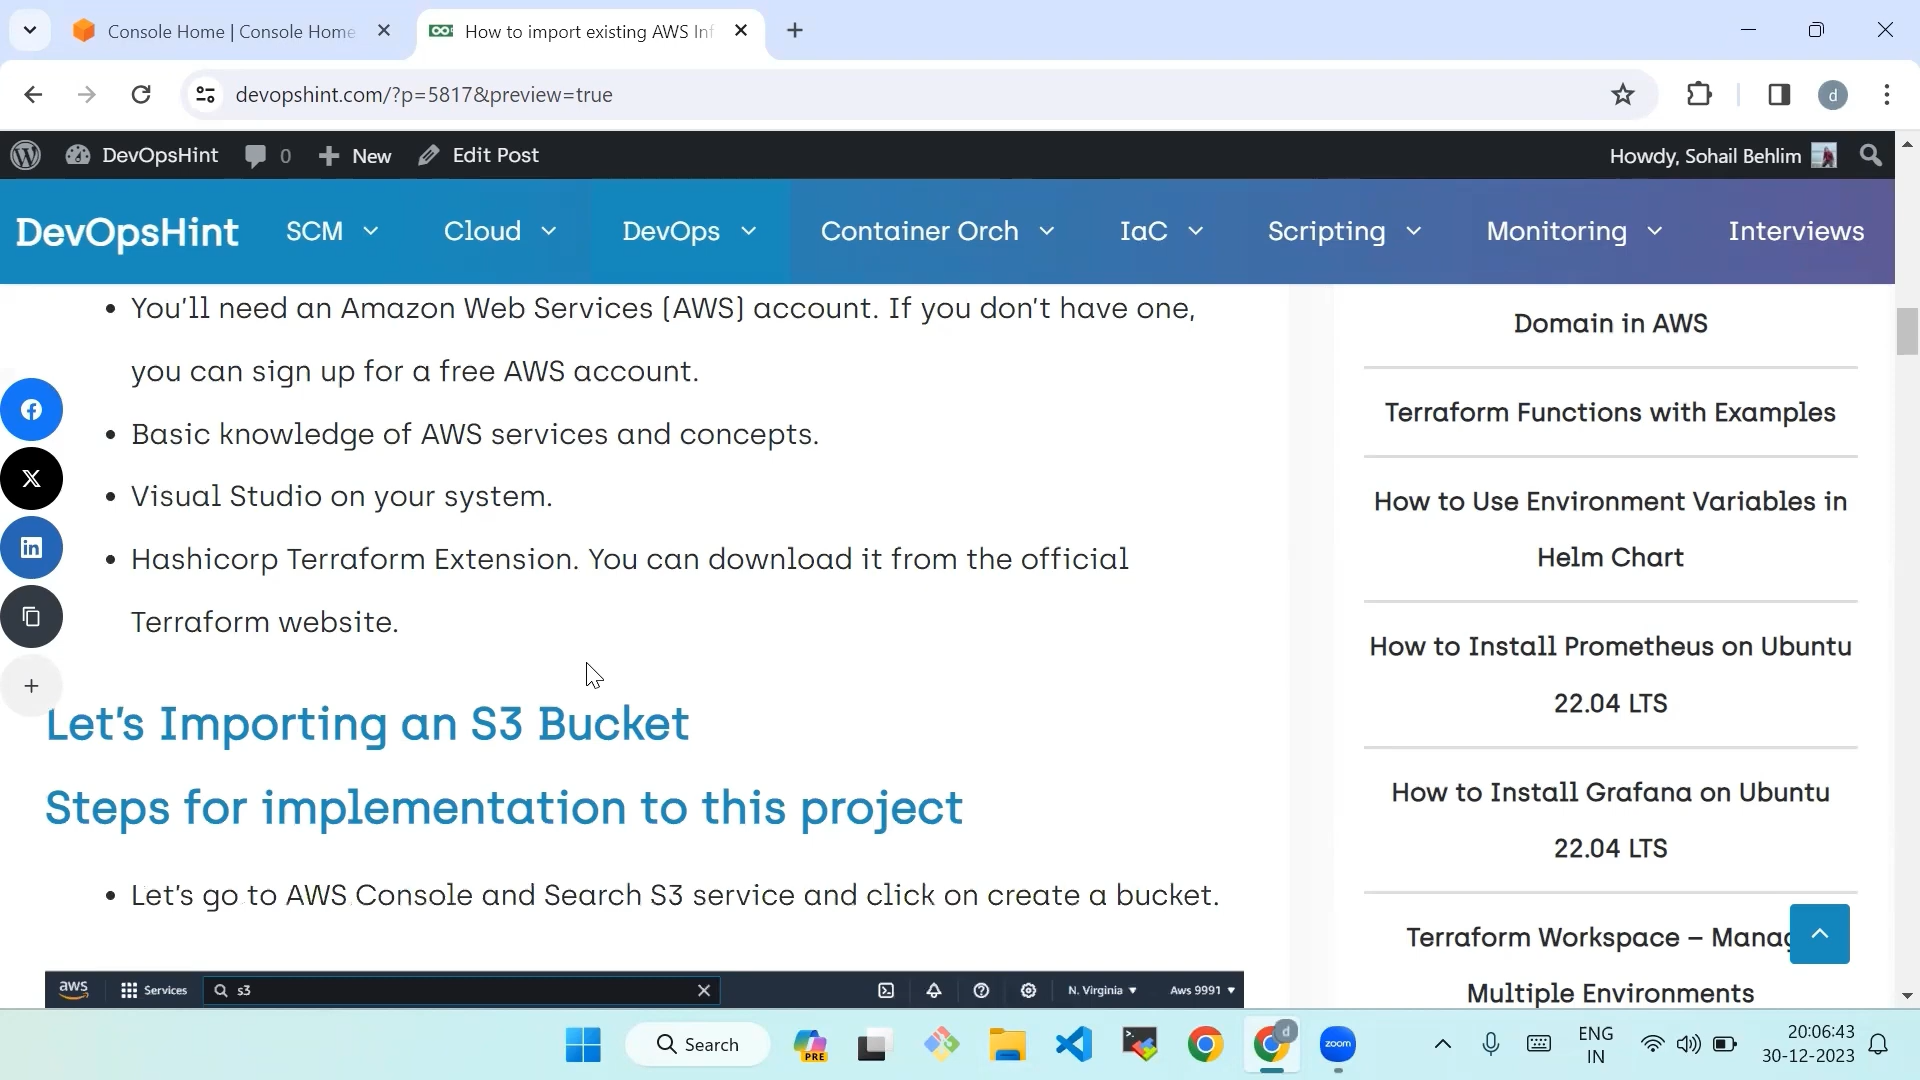 Console Home | Console Home
How to import existing AWS Inf
devopshint.com/?p=5817&preview=true
d
DevOpsHint
0
New
Edit Post
Howdy, Sohail Behlim
DevOpsHint
SCM
Cloud
DevOps
Container Orch
IaC
Scripting
Monitoring
Interviews
• You'll need an Amazon Web Services (AWS) account. If you don't have one,
you can sign up for a free AWS account.
• Basic knowledge of AWS services and concepts.
• Visual Studio on your system.
• Hashicorp Terraform Extension. You can download it from the official
Terraform website.
Let's Importing an S3 Bucket
Steps for implementation to this project
• Let's go to AWS Console and Search S3 service and click on create a bucket.
aws
Services
s3
N. Virginia
Aws 9991
Domain in AWS
Terraform Functions with Examples
How to Use Environment Variables in
Helm Chart
How to Install Prometheus on Ubuntu
22.04 LTS
How to Install Grafana on Ubuntu
22.04 LTS
Terraform Workspace – Manag
Multiple Environments
Search
PRE
d
zoom
ENG
IN
20:06:43
30-12-2023